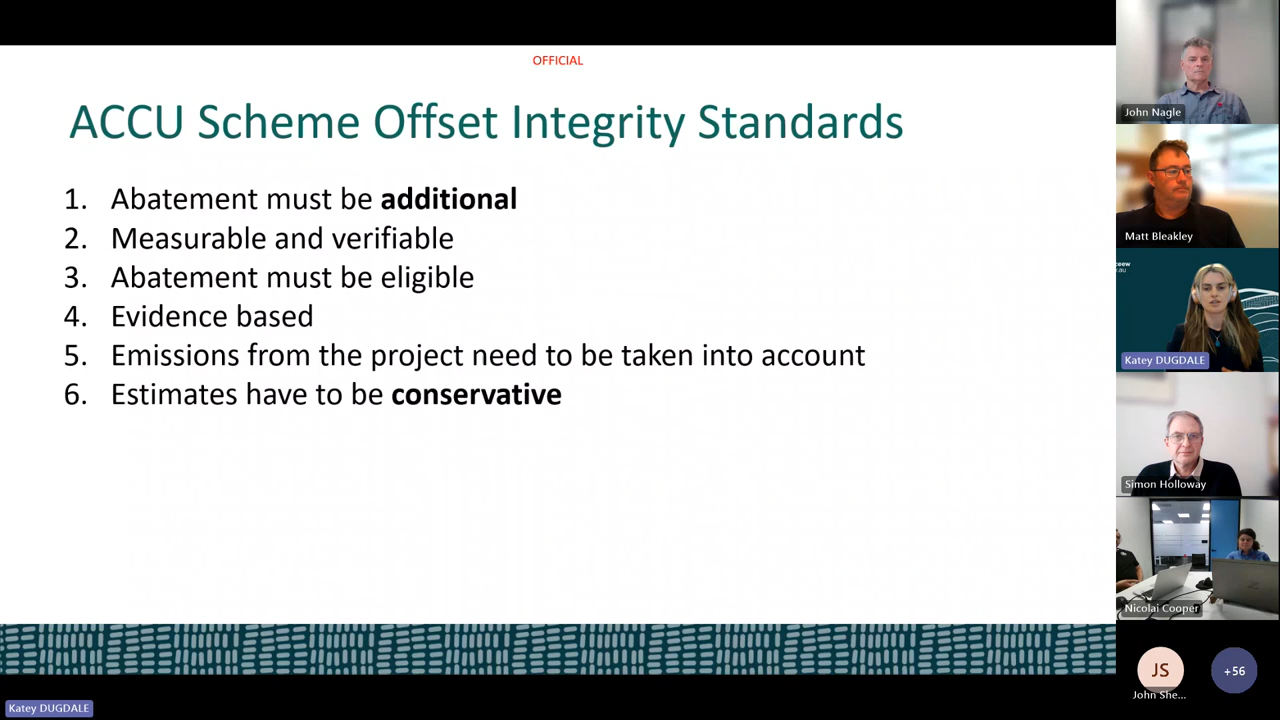 OFFICIAL
ACCU Scheme Offset Integrity Standards
1. Abatement must be additional
2. Measurable and verifiable
3. Abatement must be eligible
4. Evidence based
5. Emissions from the project need to be taken into account
6. Estimates have to be conservative
John Nagle
Matt Bleakley
Katey DUGDALE
Simon Holloway
Nicolai Cooper
JS
John She...
+56
Katey DUGDALE